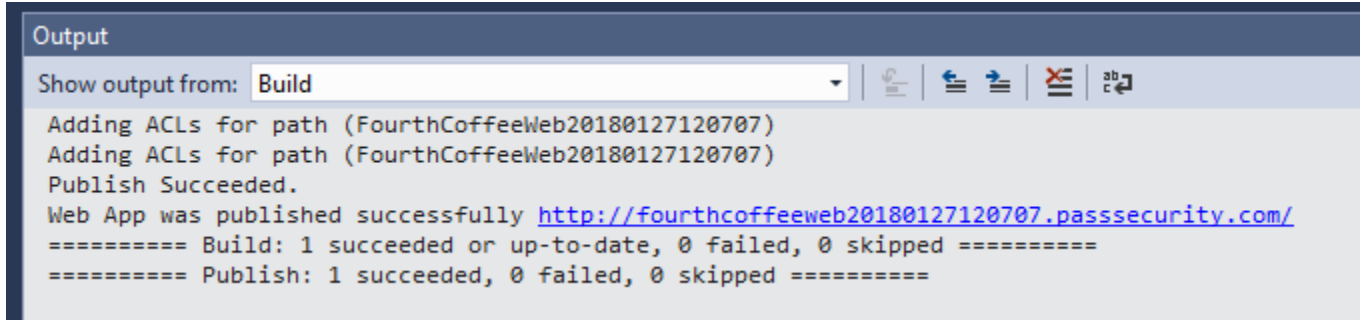 Output
Show output from: Build
Adding ACLs for path (FourthCoffeeWeb20180127120707)
Adding ACLs for path (FourthCoffeeWeb20180127120707)
Publish Succeeded.
Web App was published successfully http://fourthcoffeeweb20180127120707.passsecurity.com/
========== Build: 1 succeeded or up-to-date, 0 failed, 0 skipped ==========
========== Publish: 1 succeeded, 0 failed, 0 skipped ==========